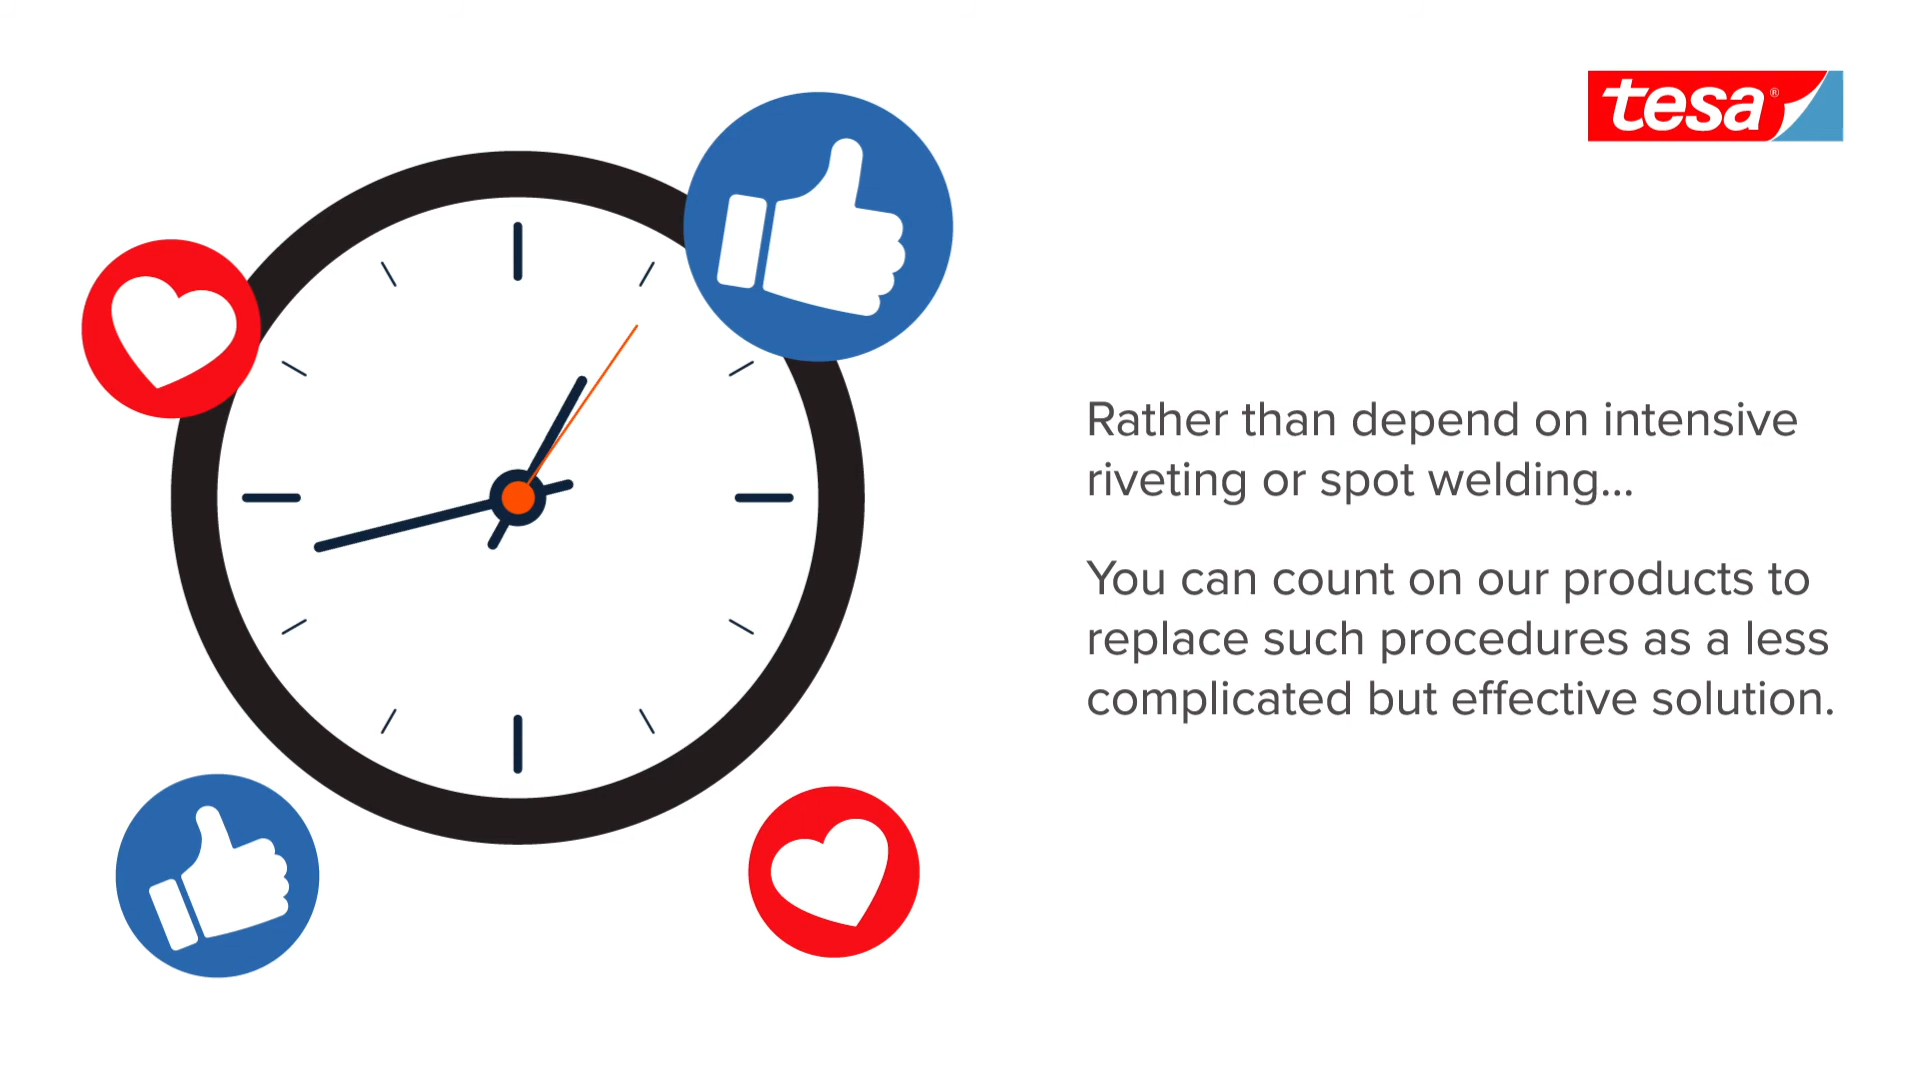 tesa®
Rather than depend on intensive
riveting or spot welding...
You can count on our products to
replace such procedures as a less
complicated but effective solution.